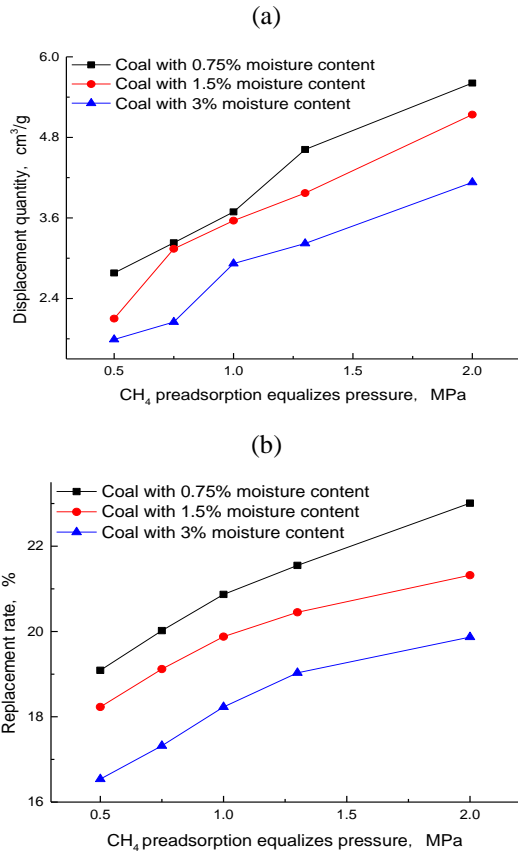 (a)
6.0
Coal with 0.75% moisture content
Coal with 1.5% moisture content
Coal with 3% moisture content
4.8
3.6
2.4
Displacement quantity, cm³/g
0.5 1.0 1.5 2.0
CH₄ preadsorption equalizes pressure, MPa
(b)
Coal with 0.75% moisture content
Coal with 1.5% moisture content
Coal with 3% moisture content
22
20
18
16
Replacement rate, %
0.5 1.0 1.5 2.0
CH₄ preadsorption equalizes pressure, MPa